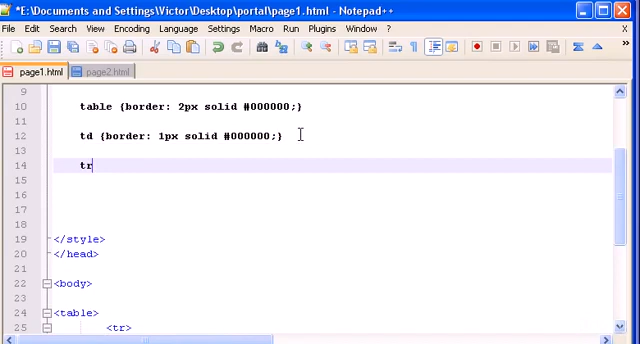 *E:\Documents and Settings\Victor\Desktop\portal\page1.html - Notepad++
File Edit Search View Encoding Language Settings Macro Run Plugins Window ? X
page1.html page2.html
9
10 table {border: 2px solid #000000;}
11
12 td {border: 1px solid #000000;}
13
14 tr
15
16
17
18
19 </style>
20 </head>
21
22 <body>
23
24 <table>
25 <tr>